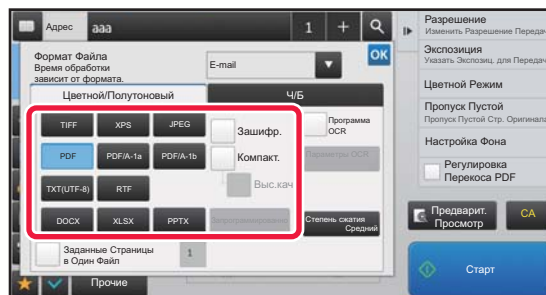 Адрес
aaa
1
Формат Файла
Время обработки
зависит от формата.
E-mail
OK
Цветной/Полутоновый
Ч/Б
TIFF
XPS
JPEG
Зашифр.
Программа
OCR
PDF
PDF/A-1a
PDF/A-1b
Компакт.
Параметры OCR
TXT(UTF-8)
RTF
Выс.кач
DOCX
XLSX
PPTX
Степень сжатия
Средний
Заданные Страницы
в Один Файл
1
Прочие
Разрешение
Изменить Разрешение Передач
Экспозиция
Указать Экспозиц. для Передач
Цветной Режим
Пропуск Пустой
Пропуск Пустой Стр. Оригинала
Настройка Фона
Регулировка
Перекоса PDF
Предварит.
Просмотр
CA
Старт